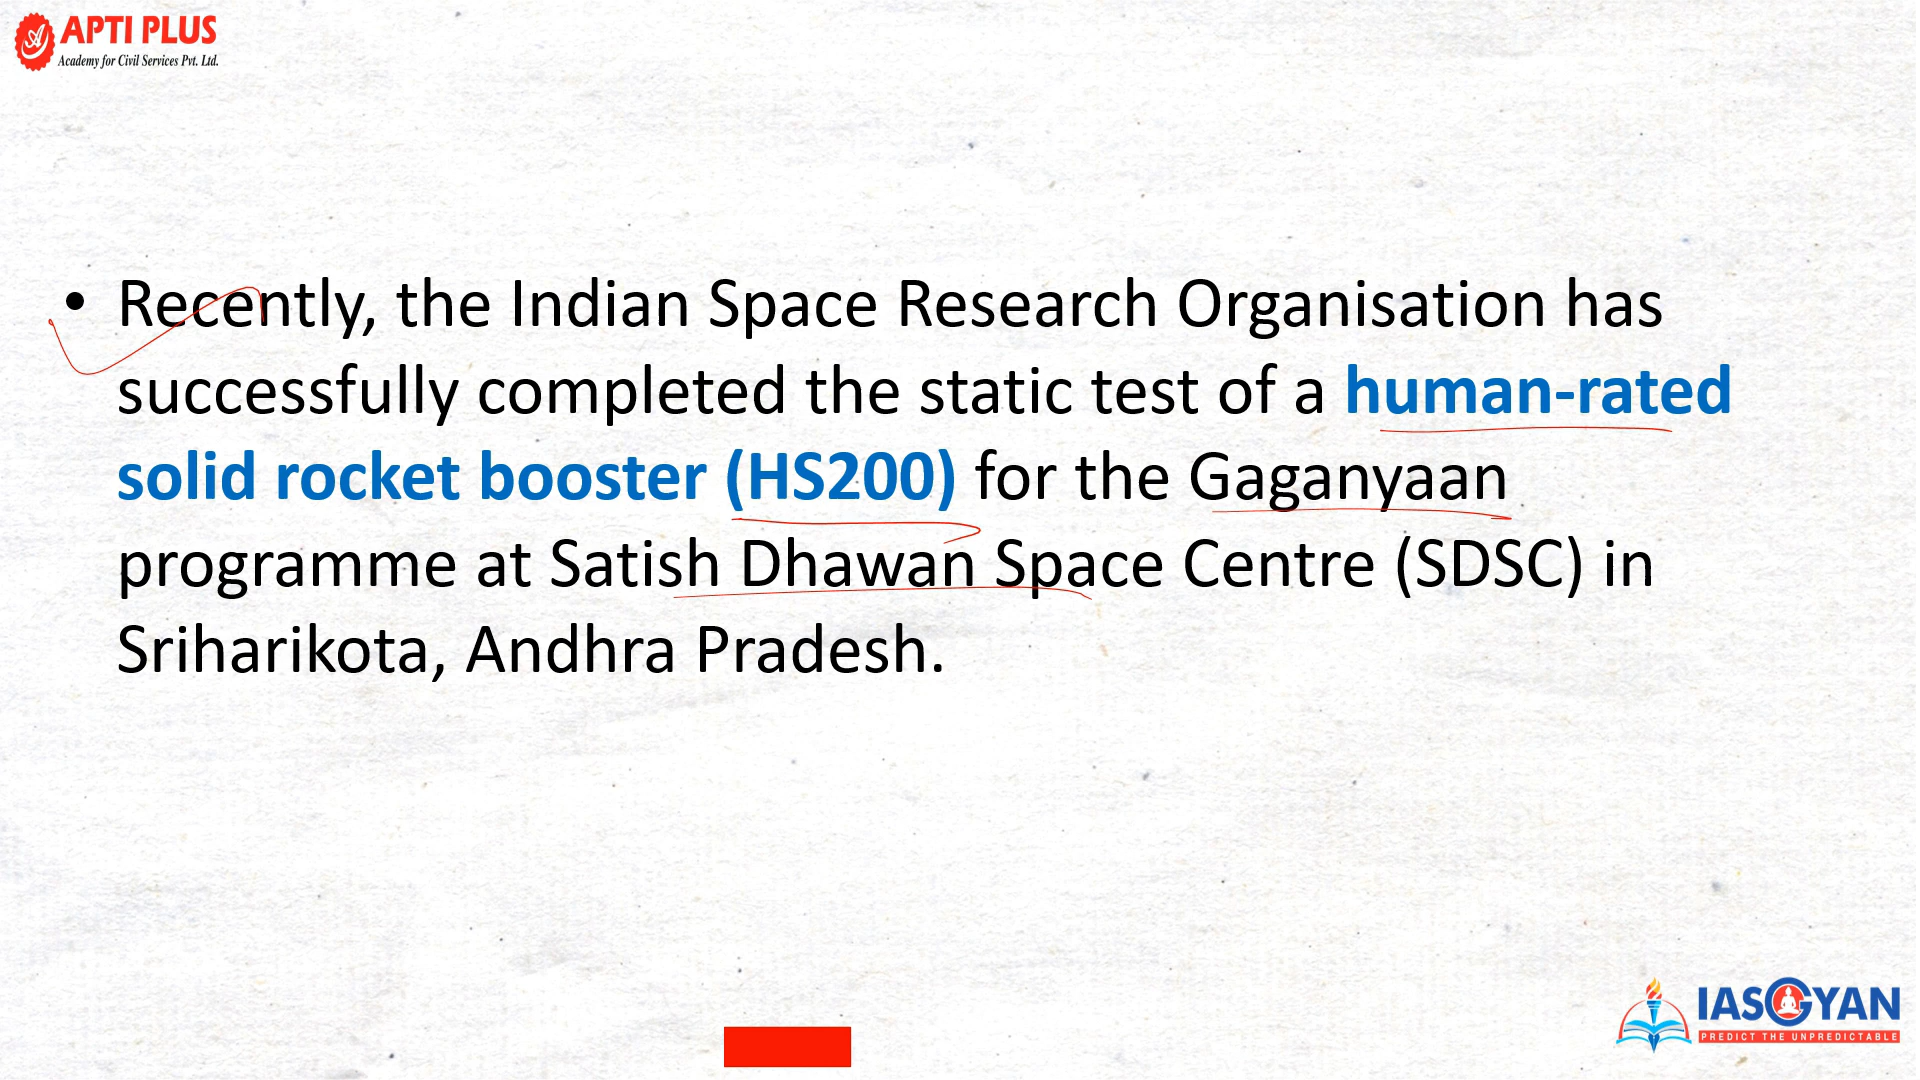 APTI PLUS
Academy for Civil Services Pvt. Ltd.
• Recently, the Indian Space Research Organisation has
successfully completed the static test of a human-rated
solid rocket booster (HS200) for the Gaganyaan
programme at Satish Dhawan Space Centre (SDSC) in
Sriharikota, Andhra Pradesh.
IASGYAN
PREDICT THE UNPREDICTABLE